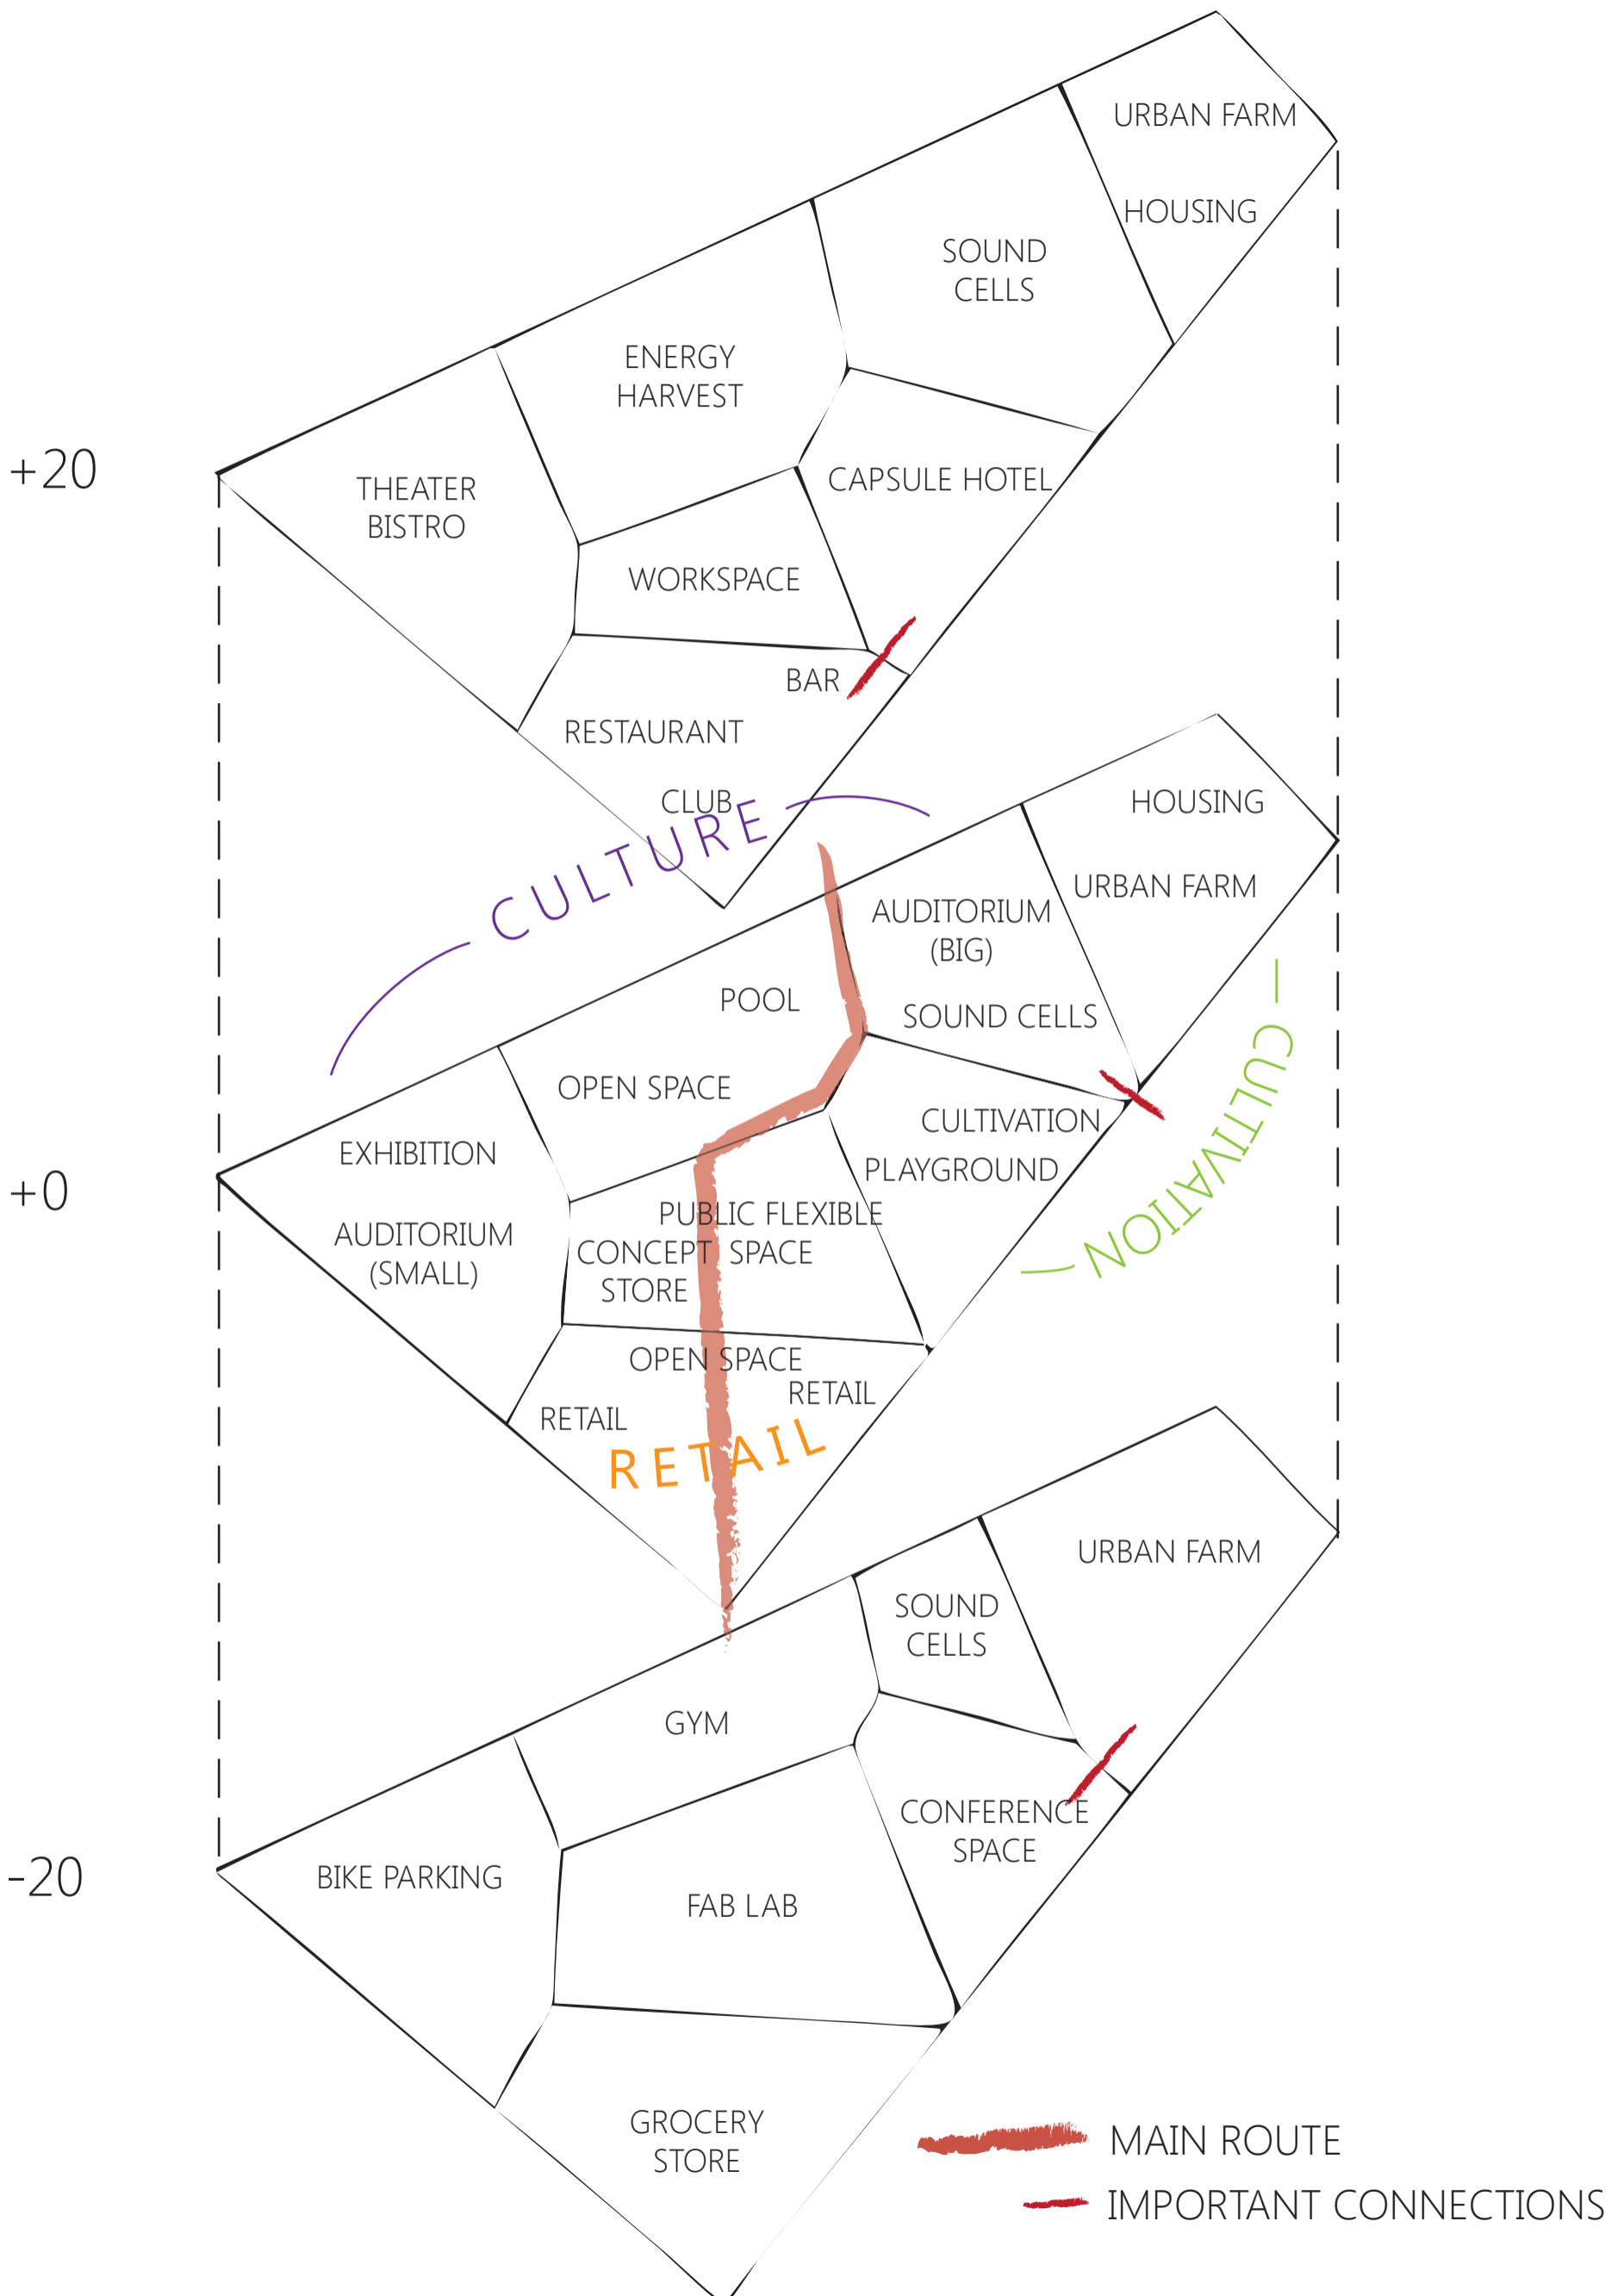 URBAN FARM
HOUSING
SOUND
CELLS
ENERGY
HARVEST
+20
THEATER
BISTRO
CAPSULE HOTEL
WORKSPACE
BAR
RESTAURANT
CLUB
CULTURE
HOUSING
URBAN FARM
AUDITORIUM
(BIG)
POOL
SOUND CELLS
OPEN SPACE
CULTIVATION
CULTIVATION
PLAYGROUND
EXHIBITION
+0
AUDITORIUM
(SMALL)
PUBLIC FLEXIBLE
SPACE
CONCEPT
STORE
OPEN SPACE
RETAIL
RETAIL
RETAIL
URBAN FARM
SOUND
CELLS
GYM
CONFERENCE
SPACE
-20
BIKE PARKING
FAB LAB
GROCERY
STORE
MAIN ROUTE
IMPORTANT CONNECTIONS